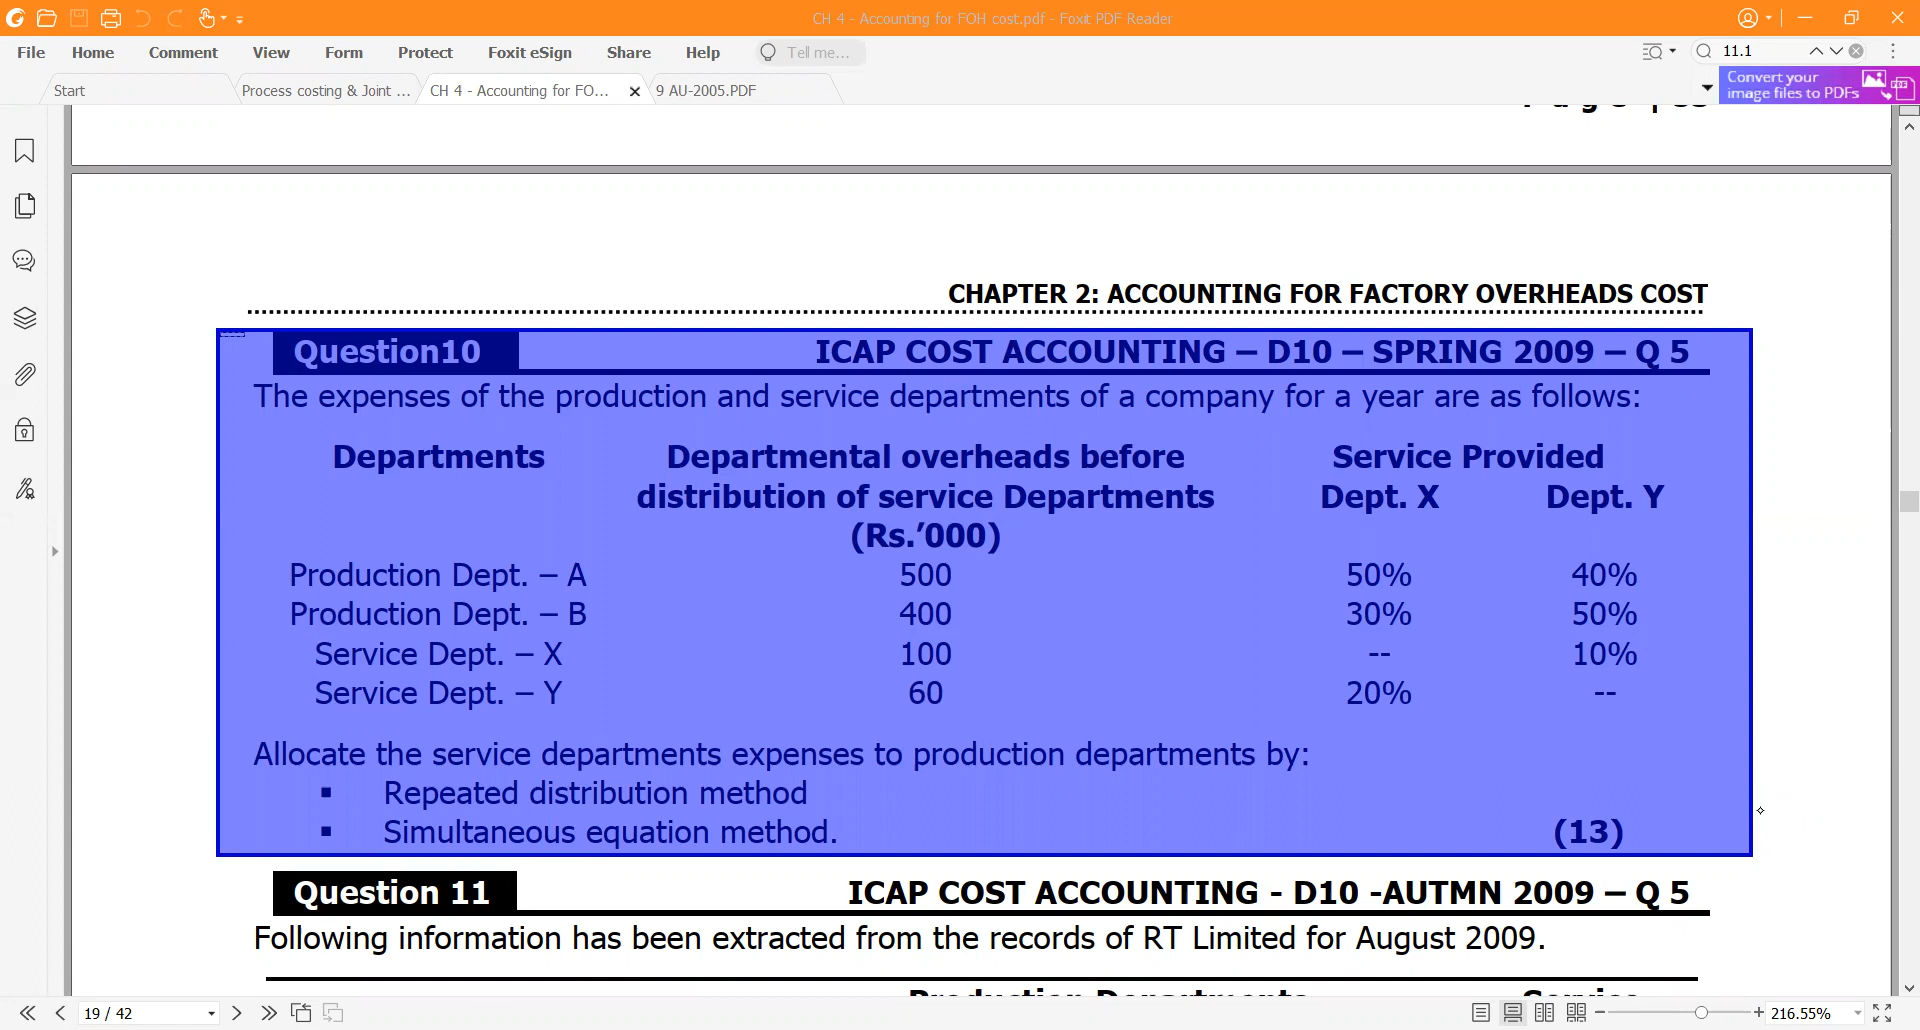 CH 4 - Accounting for FOH cost.pdf - Foxit PDF Reader
File Home Comment View Form Protect Foxit eSign Share Help Tell me... 11.1
Start Process costing & Joint ... CH 4 - Accounting for FO... 9 AU-2005.PDF
Convert your
image files to PDFs
CHAPTER 2: ACCOUNTING FOR FACTORY OVERHEADS COST
Question10 ICAP COST ACCOUNTING – D10 – SPRING 2009 – Q 5
The expenses of the production and service departments of a company for a year are as follows:
Departments Departmental overheads before Service Provided
distribution of service Departments Dept. X Dept. Y
(Rs.’000)
Production Dept. – A 500 50% 40%
Production Dept. – B 400 30% 50%
Service Dept. – X 100 -- 10%
Service Dept. – Y 60 20% --
Allocate the service departments expenses to production departments by:
▪ Repeated distribution method
▪ Simultaneous equation method. (13)
Question 11 ICAP COST ACCOUNTING - D10 -AUTMN 2009 – Q 5
Following information has been extracted from the records of RT Limited for August 2009.
19 / 42 216.55%